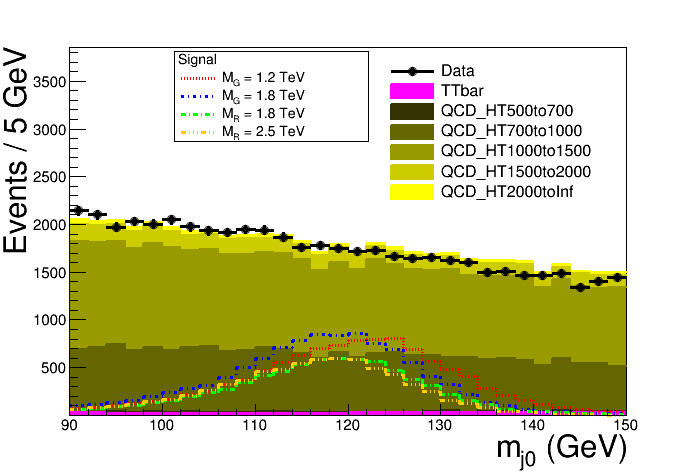 Signal
M_G = 1.2 TeV
M_G = 1.8 TeV
M_R = 1.8 TeV
M_R = 2.5 TeV
Data
TTbar
QCD_HT500to700
QCD_HT700to1000
QCD_HT1000to1500
QCD_HT1500to2000
QCD_HT2000toInf
Events / 5 GeV
3500
3000
2500
2000
1500
1000
500
90 100 110 120 130 140 150
m_j0 (GeV)